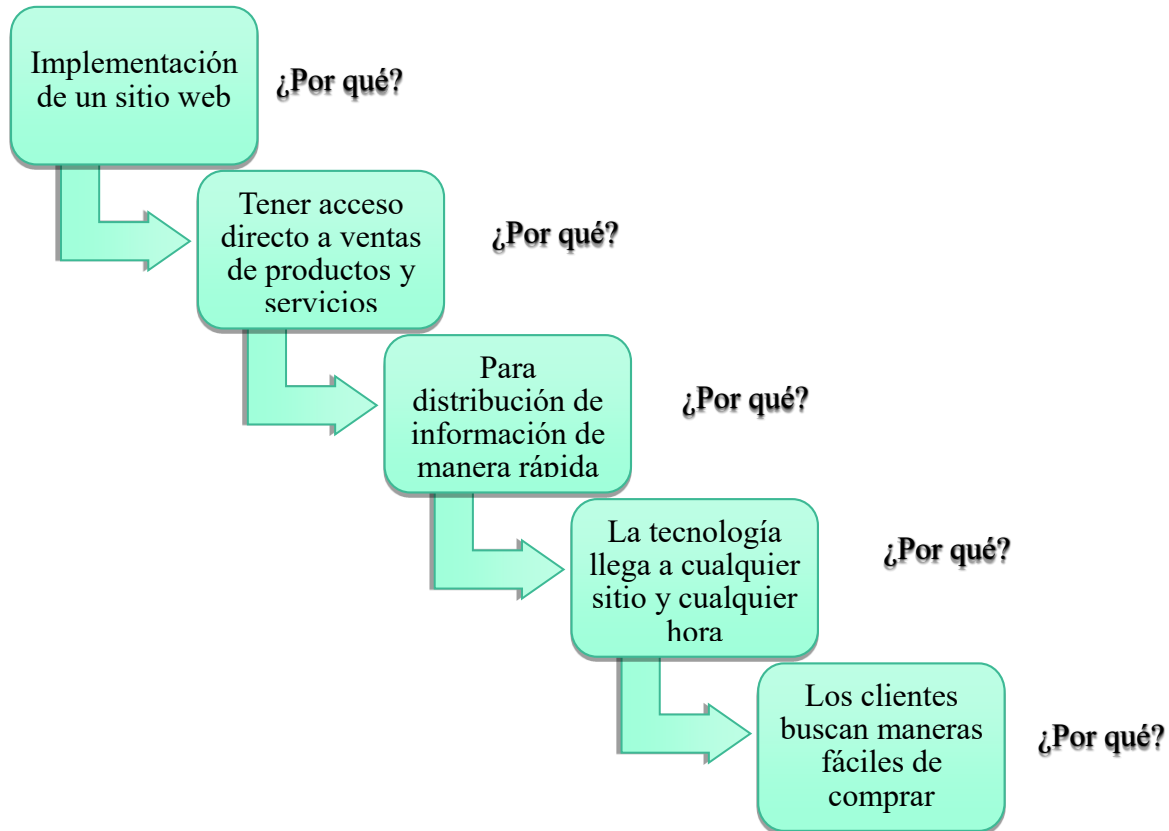 Implementación
de un sitio web
¿Por qué?
Tener acceso
directo a ventas
de productos y
servicios
¿Por qué?
Para
distribución de
información de
manera rápida
¿Por qué?
La tecnología
llega a cualquier
sitio y cualquier
hora
¿Por qué?
Los clientes
buscan maneras
fáciles de
comprar
¿Por qué?